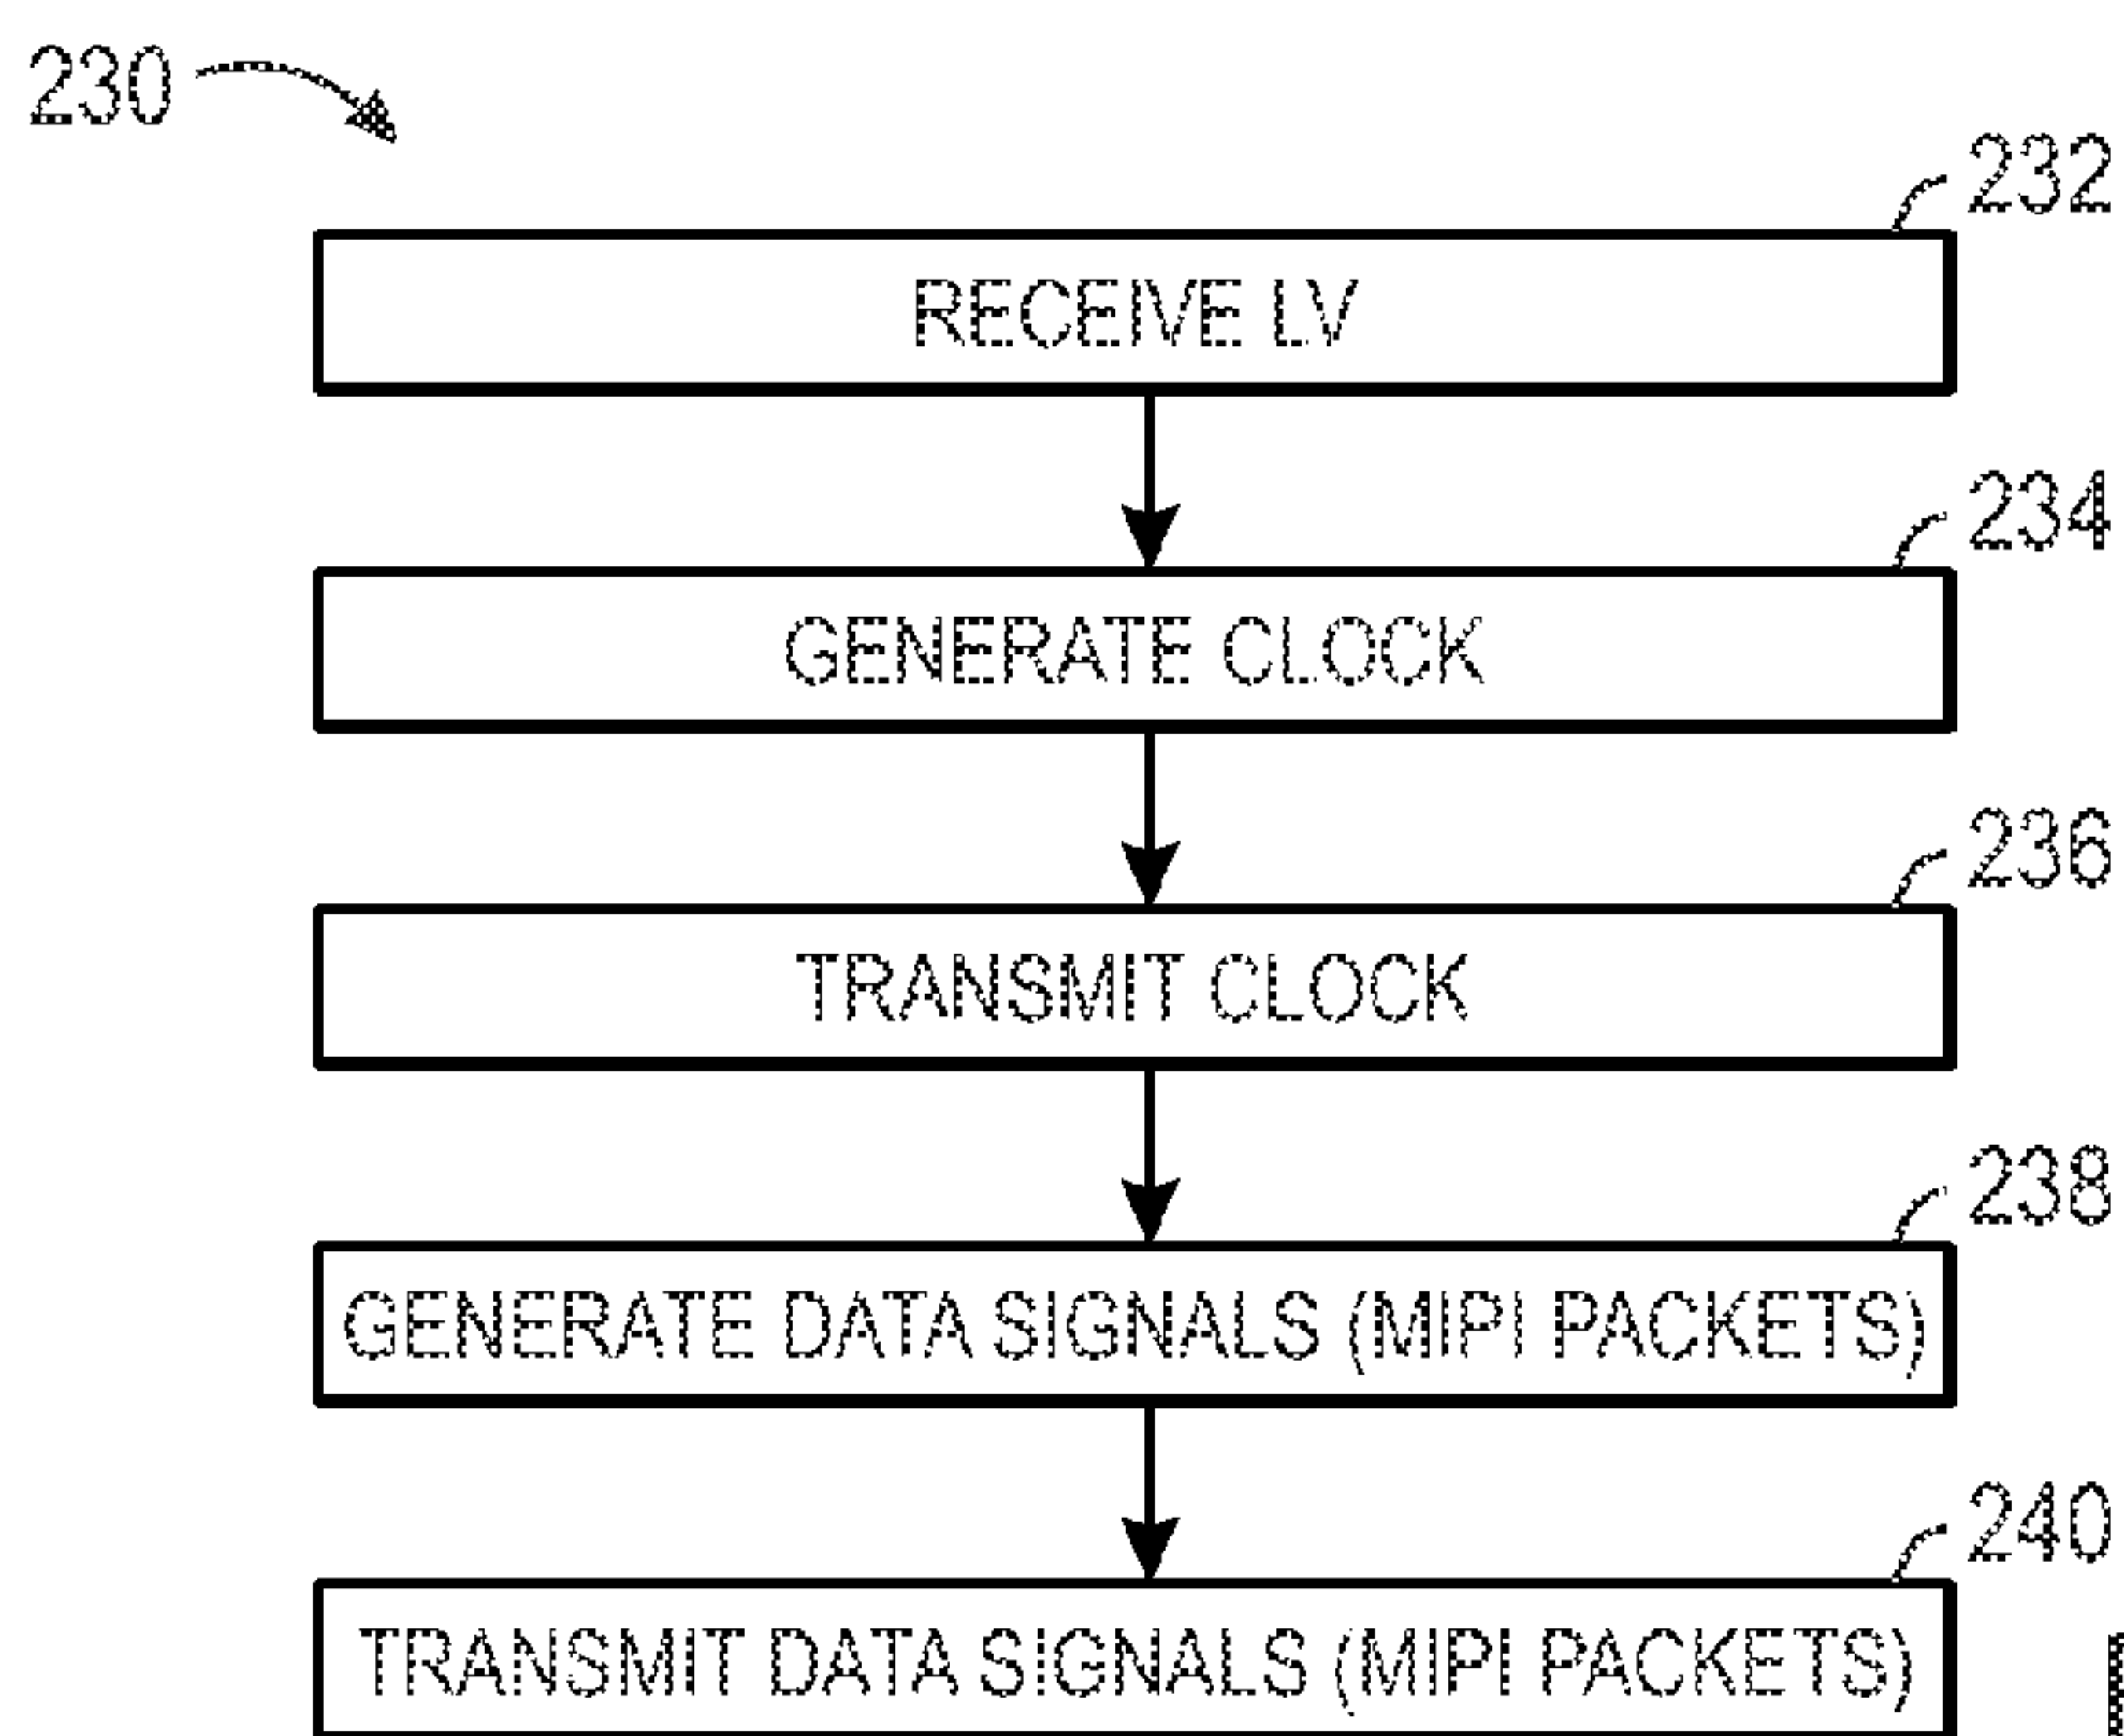 230
232
RECEIVE LV
234
GENERATE CLOCK
236
TRANSMIT CLOCK
238
GENERATE DATA SIGNALS (MIPI PACKETS)
240
TRANSMIT DATA SIGNALS (MIPI PACKETS)